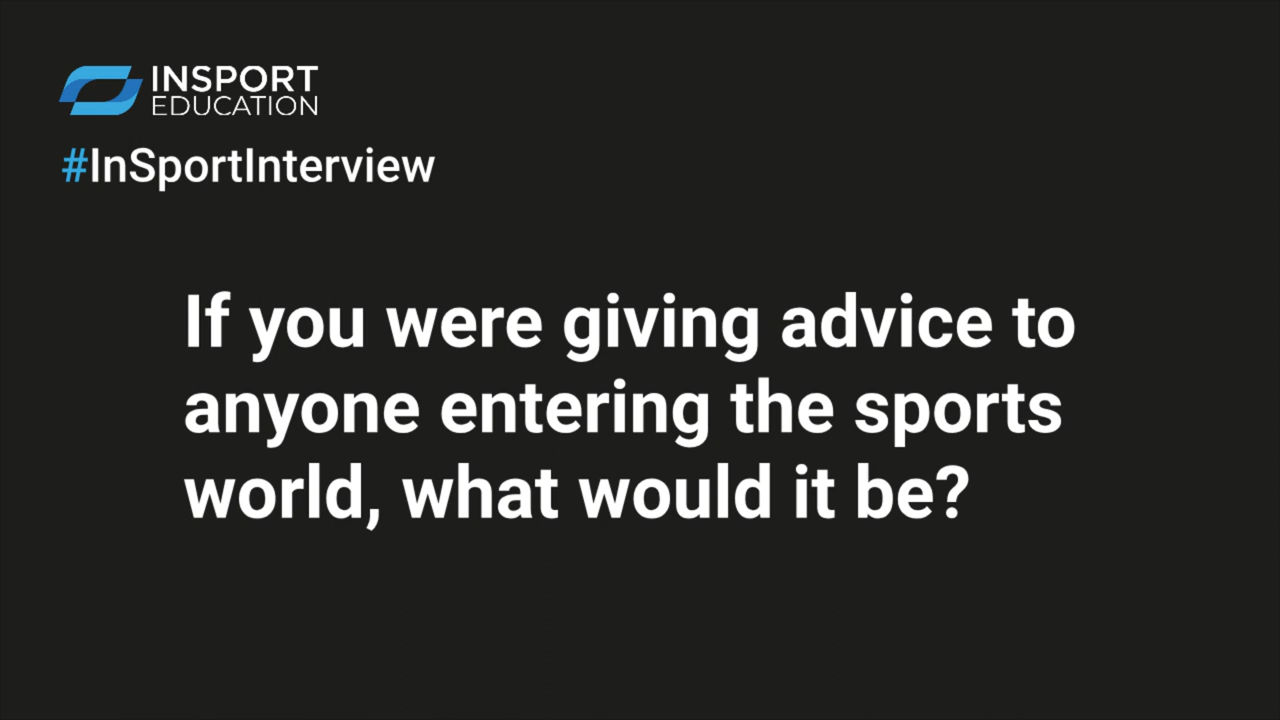 INSPORT
EDUCATION
#InSportInterview
If you were giving advice to
anyone entering the sports
world, what would it be?